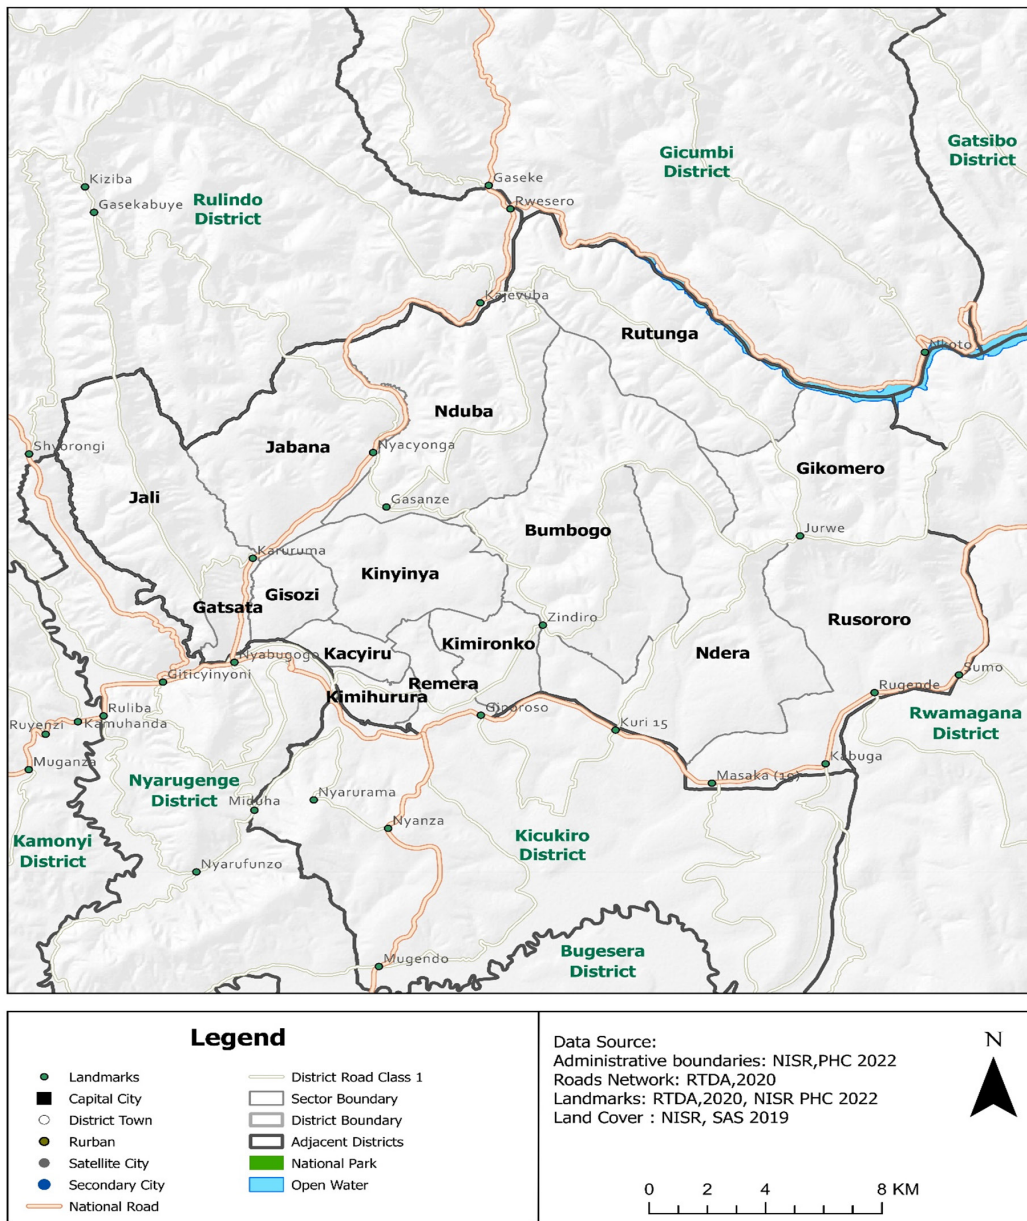 Gatsibo
District
Gicumbi
District
Gaseke
Kiziba
Rulindo
District
Gasekabuye
Rwesero
Kajevuba
Rutunga
Nkoto
Nduba
Jabana
Nyacyonga
Shyorongi
Gikomero
Jali
Gasanze
Bumbogo
Jurwe
Karuruma
Kinyinya
Gisozi
Gatsata
Rusororo
Zindiro
Kimironko
Kacyiru
Ndera
Nyabugogo
Giticyinyoni
Sumo
Remera
Kimihurura
Rugende
Ruliba
Giporoso
Rwamagana
District
Kamuhanda
Kuri 15
Ruyenzi
Muganza
Kabuga
Masaka (19)
Nyarugenge
District
Nyarurama
Miduha
Nyanza
Kicukiro
District
Kamonyi
District
Nyarufunzo
Bugesera
District
Mugendo
Legend
Landmarks
Capital City
District Town
Rurban
Satellite City
Secondary City
National Road
District Road Class 1
Sector Boundary
District Boundary
Adjacent Districts
National Park
Open Water
Data Source:
Administrative boundaries: NISR,PHC 2022
Roads Network: RTDA,2020
Landmarks: RTDA,2020, NISR PHC 2022
Land Cover : NISR, SAS 2019
N
0 2 4 8 KM